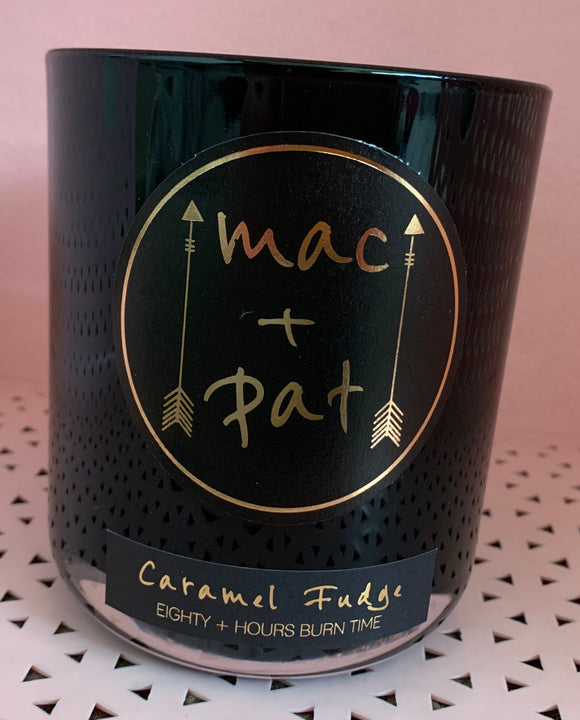 mac
+
pat
Caramel Fudge
EIGHTY + HOURS BURN TIME